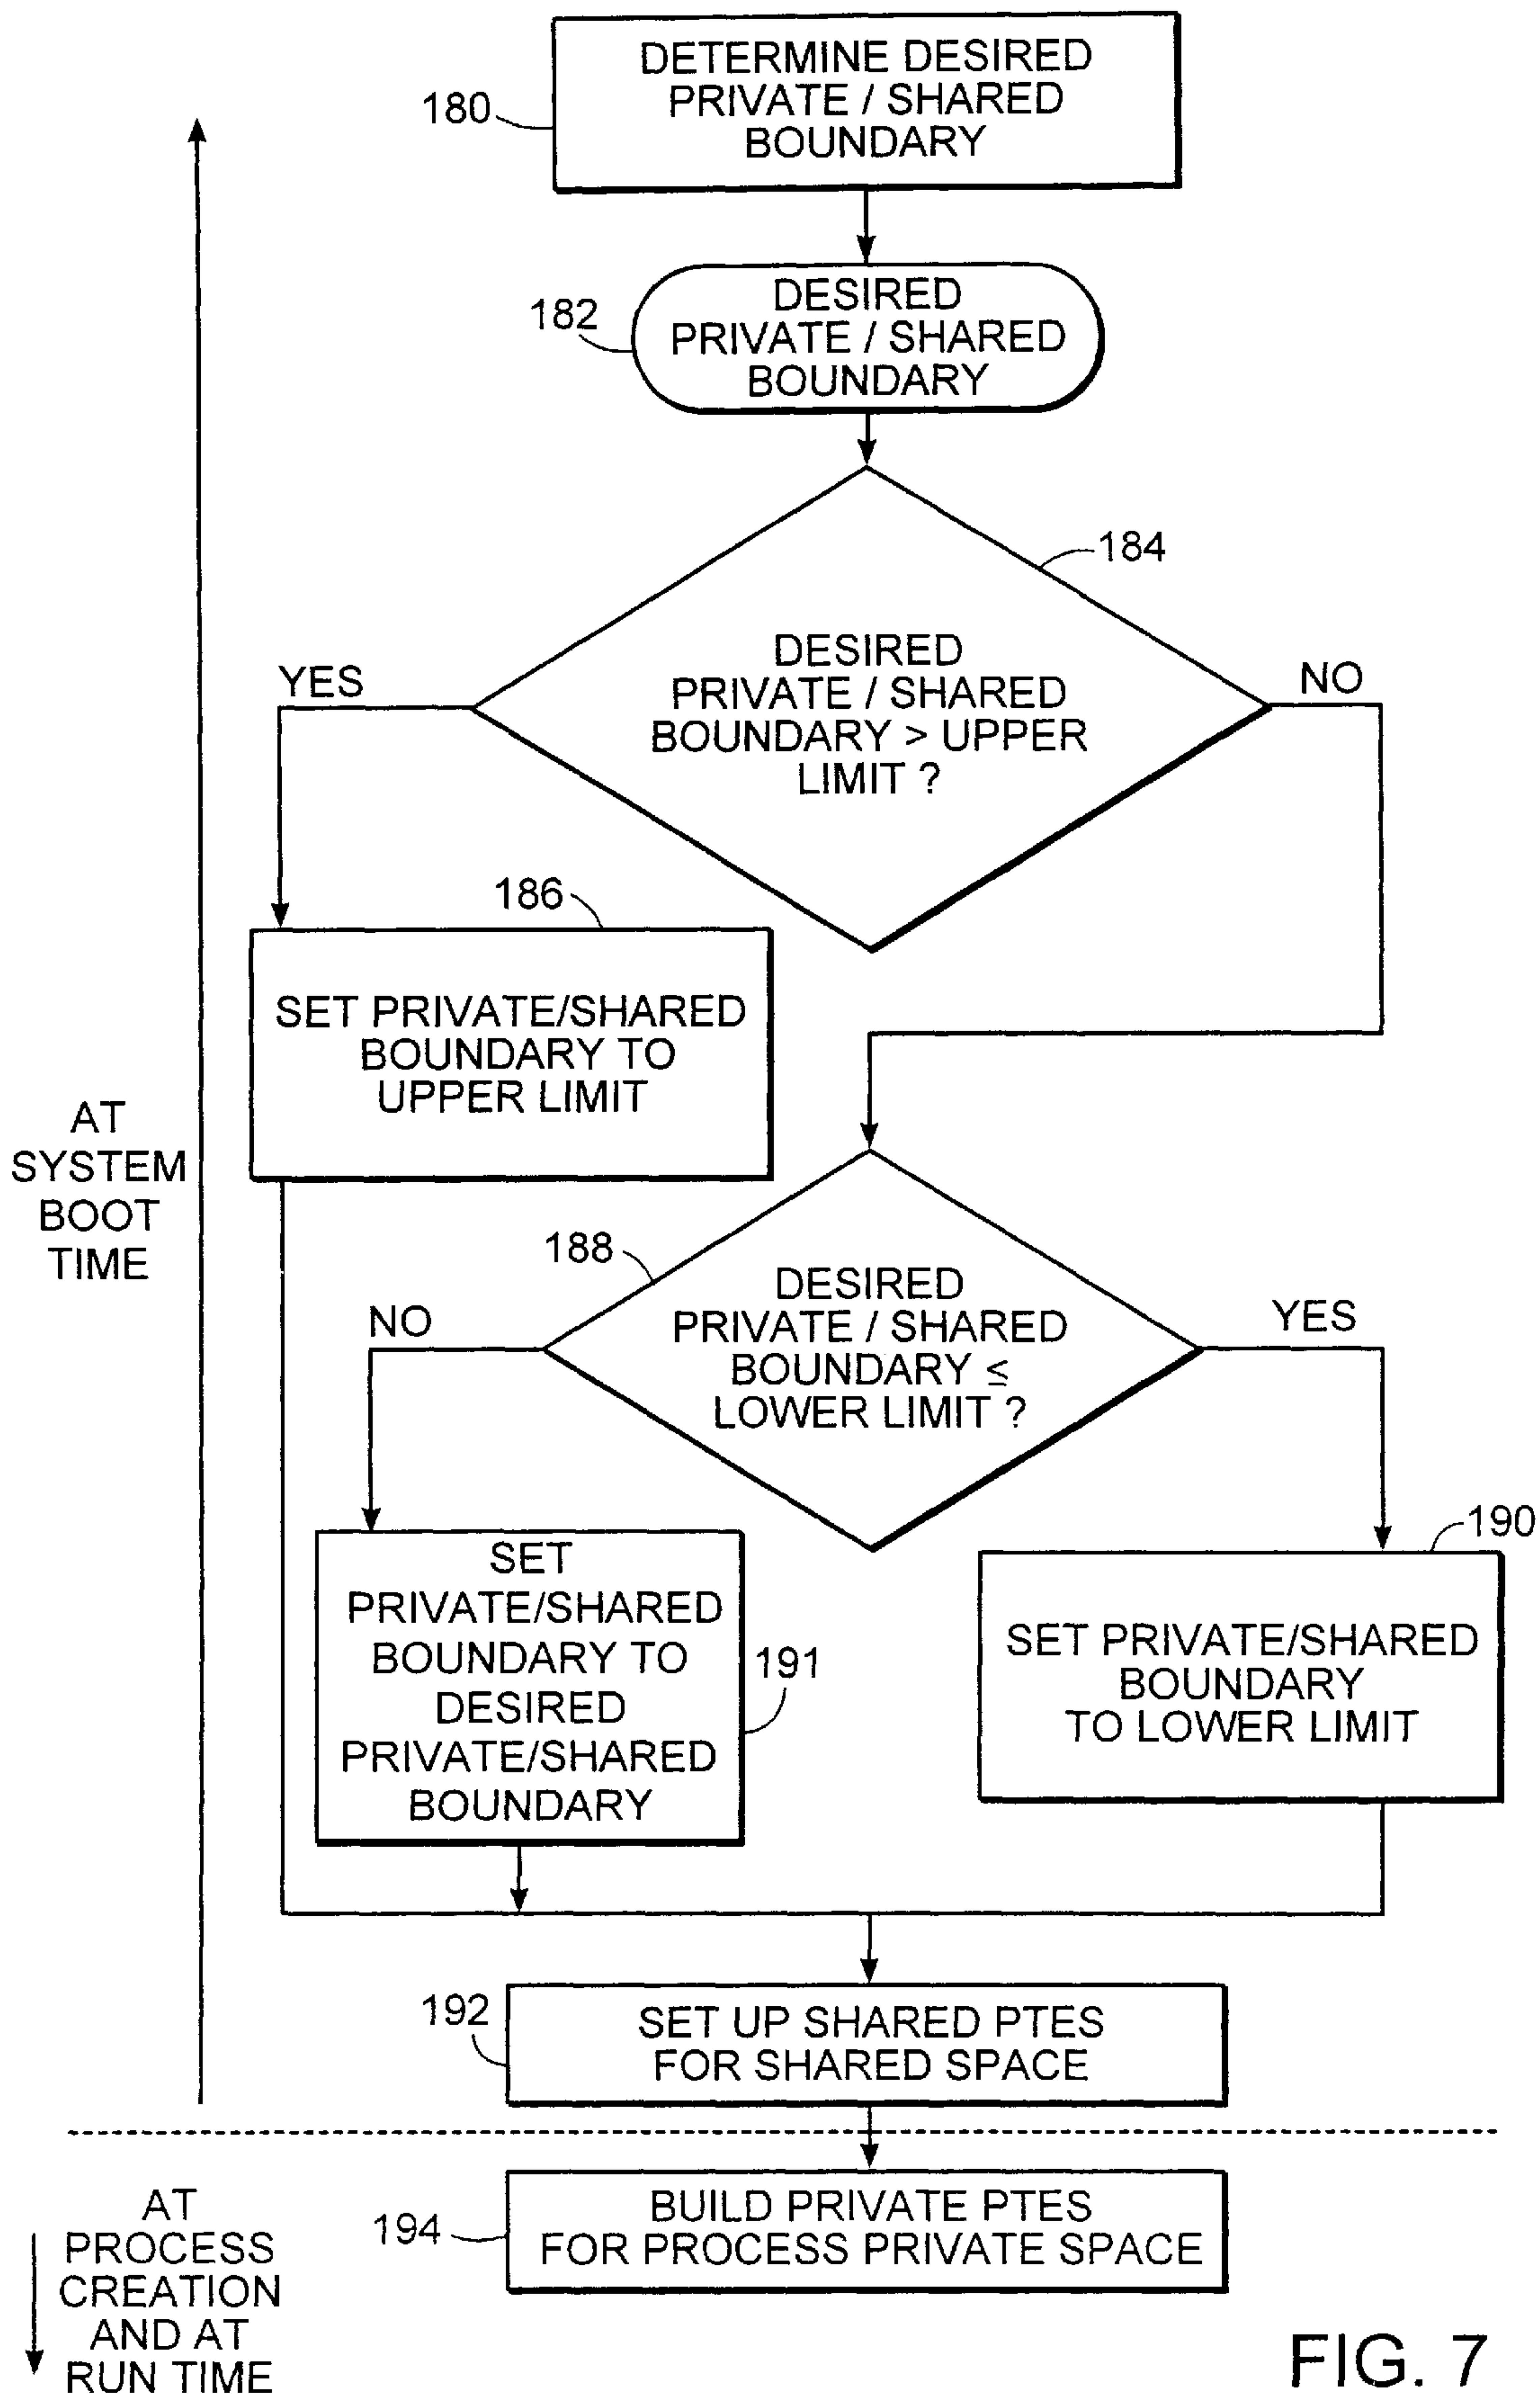 DETERMINE DESIRED
PRIVATE / SHARED
BOUNDARY
180
DESIRED
PRIVATE / SHARED
BOUNDARY
182
184
DESIRED
PRIVATE / SHARED
BOUNDARY > UPPER
LIMIT ?
YES
NO
186
SET PRIVATE/SHARED
BOUNDARY TO
UPPER LIMIT
AT
SYSTEM
BOOT
TIME
188
DESIRED
PRIVATE / SHARED
BOUNDARY ≤
LOWER LIMIT ?
NO
YES
SET
PRIVATE/SHARED
BOUNDARY TO
DESIRED
PRIVATE/SHARED
BOUNDARY
191
190
SET PRIVATE/SHARED
BOUNDARY
TO LOWER LIMIT
192
SET UP SHARED PTES
FOR SHARED SPACE
194
BUILD PRIVATE PTES
FOR PROCESS PRIVATE SPACE
AT
PROCESS
CREATION
AND AT
RUN TIME
FIG. 7